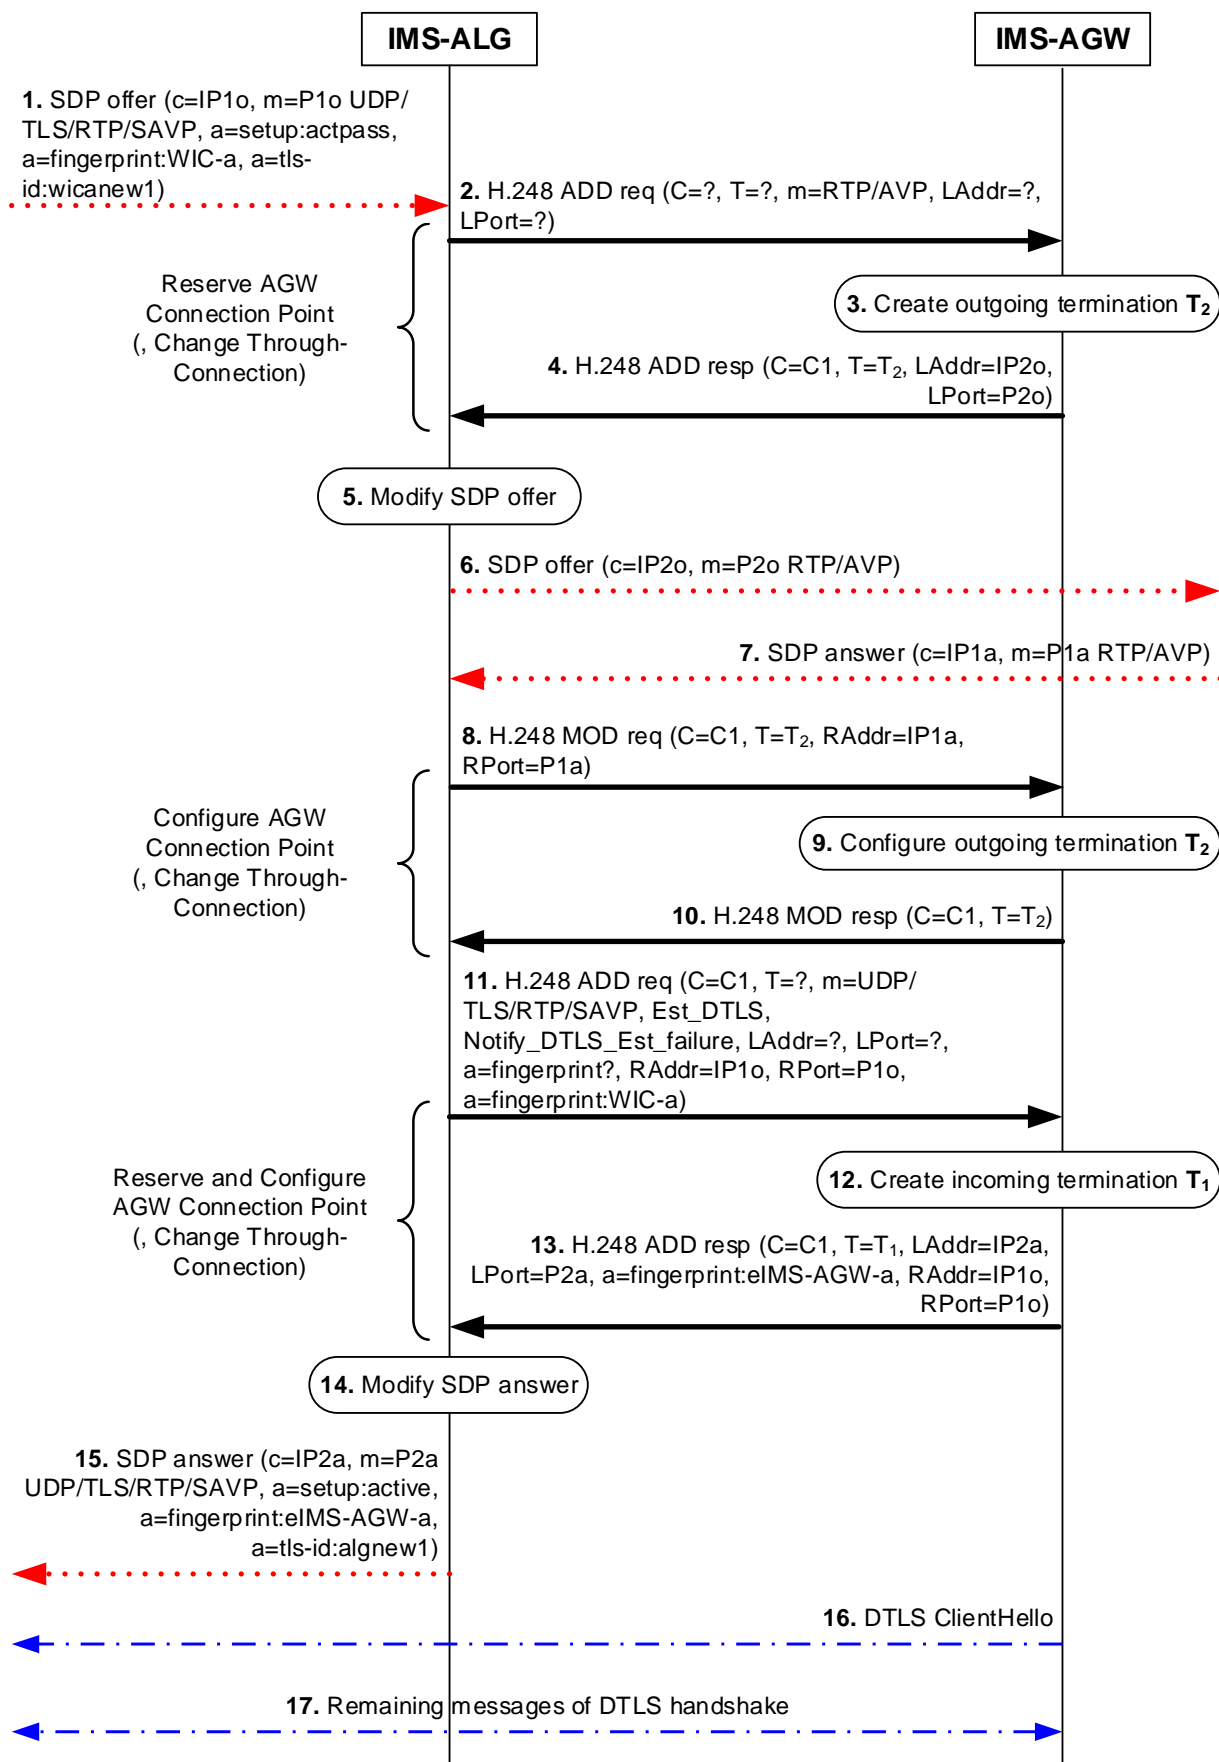 IMS-ALG
IMS-AGW
1. SDP offer (c=IP1o, m=P1o UDP/
TLS/RTP/SAVP, a=setup:actpass,
a=fingerprint:WIC-a, a=tls-
id:wicanew1)
2. H.248 ADD req (C=?, T=?, m=RTP/AVP, LAddr=?,
LPort=?)
Reserve AGW
Connection Point
(, Change Through-
Connection)
3. Create outgoing termination T2
4. H.248 ADD resp (C=C1, T=T2, LAddr=IP2o,
LPort=P2o)
5. Modify SDP offer
6. SDP offer (c=IP2o, m=P2o RTP/AVP)
7. SDP answer (c=IP1a, m=P1a RTP/AVP)
8. H.248 MOD req (C=C1, T=T2, RAddr=IP1a,
RPort=P1a)
Configure AGW
Connection Point
(, Change Through-
Connection)
9. Configure outgoing termination T2
10. H.248 MOD resp (C=C1, T=T2)
11. H.248 ADD req (C=C1, T=?, m=UDP/
TLS/RTP/SAVP, Est_DTLS,
Notify_DTLS_Est_failure, LAddr=?, LPort=?,
a=fingerprint?, RAddr=IP1o, RPort=P1o,
a=fingerprint:WIC-a)
Reserve and Configure
AGW Connection Point
(, Change Through-
Connection)
12. Create incoming termination T1
13. H.248 ADD resp (C=C1, T=T1, LAddr=IP2a,
LPort=P2a, a=fingerprint:eIMS-AGW-a, RAddr=IP1o,
RPort=P1o)
14. Modify SDP answer
15. SDP answer (c=IP2a, m=P2a
UDP/TLS/RTP/SAVP, a=setup:active,
a=fingerprint:eIMS-AGW-a,
a=tls-id:algnew1)
16. DTLS ClientHello
17. Remaining messages of DTLS handshake